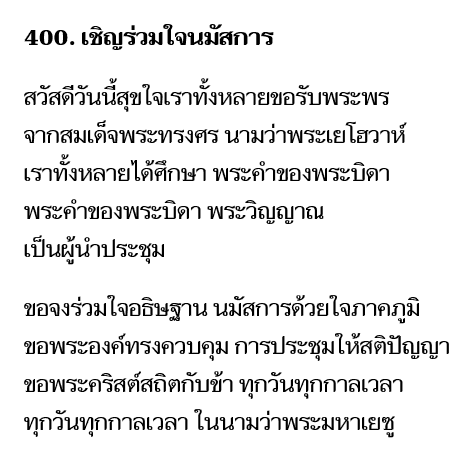 400. เชิญร่วมใจนมัสการ
สวัสดีวันนี้สุขใจเราทั้งหลายขอรับพระพร
จากสมเด็จพระทรงศร นามว่าพระเยโฮวาห์
เราทั้งหลายได้ศึกษา พระคำของพระบิดา
พระคำของพระบิดา พระวิญญาณ
เป็นผู้นำประชุม
ขอจงร่วมใจอธิษฐาน นมัสการด้วยใจภาคภูมิ
ขอพระองค์ทรงควบคุม การประชุมให้สติปัญญา
ขอพระคริสต์สถิตกับข้า ทุกวันทุกกาลเวลา
ทุกวันทุกกาลเวลา ในนามว่าพระมหาเยซู